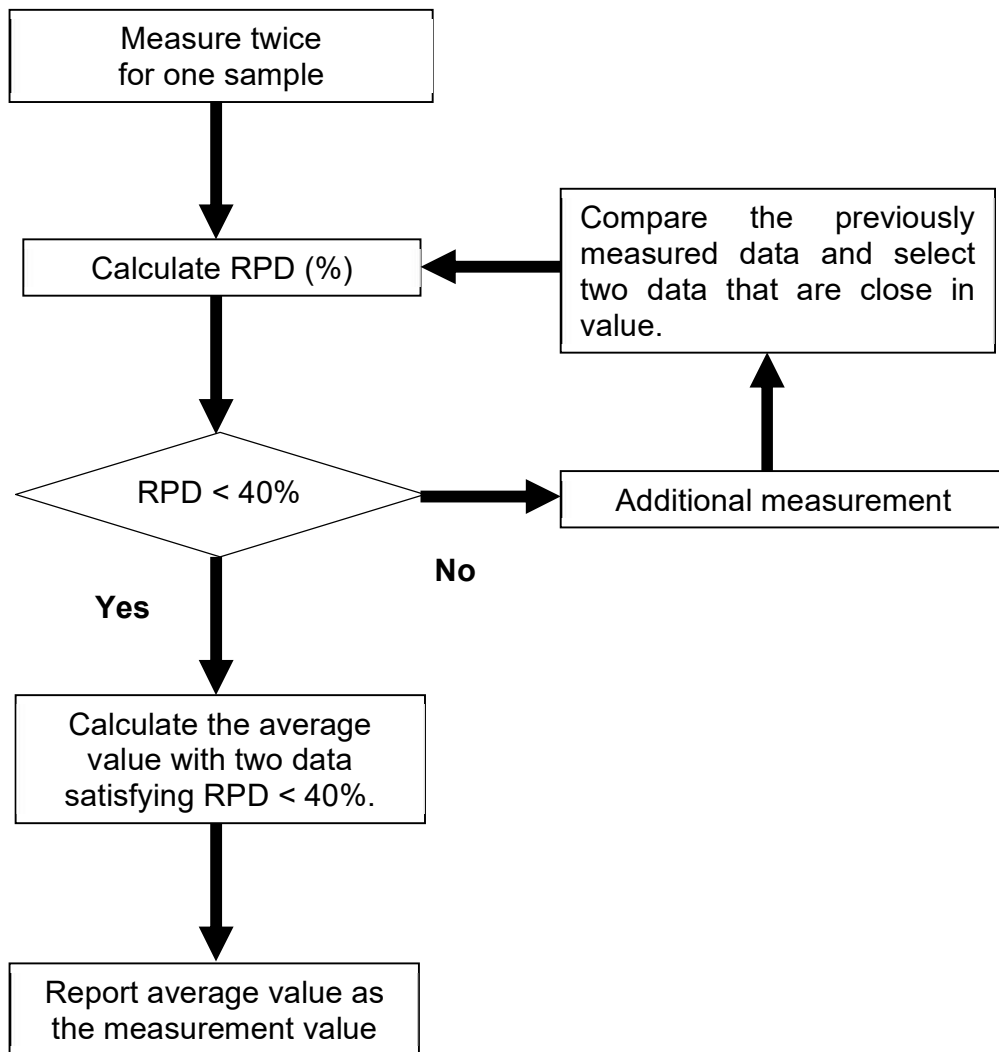 Measure twice
for one sample
Calculate RPD (%)
Compare the previously
measured data and select
two data that are close in
value.
RPD < 40%
Additional measurement
No
Yes
Calculate the average
value with two data
satisfying RPD < 40%.
Report average value as
the measurement value